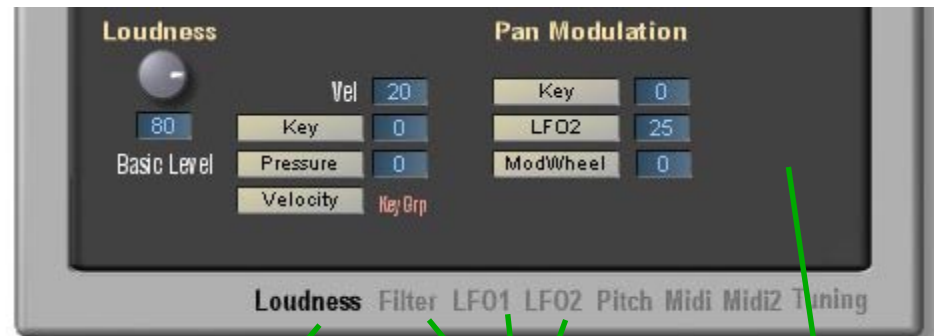 Loudness
Pan Modulation
Vel 20
Key 0
80
Key 0
LFO2 25
Basic Level
Pressure 0
ModWheel 0
Velocity Key Grp
Loudness Filter LFO1 LFO2 Pitch Midi Midi2 Tuning